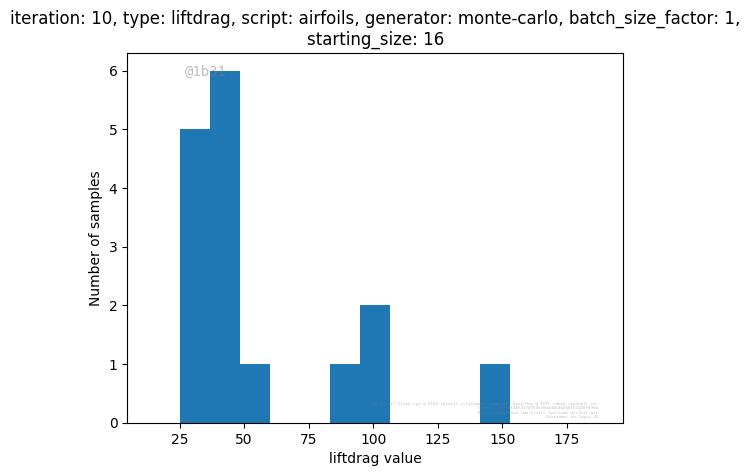 iteration: 10, type: liftdrag, script: airfoils, generator: monte-carlo, batch_size_factor: 1,
starting_size: 16
@1b31
6
5
4
3
2
1
0
Number of samples
25 50 75 100 125 150 175
liftdrag value